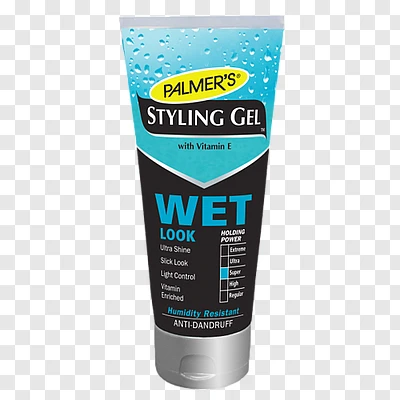 PALMER'S®
STYLING GEL™
with Vitamin E
WET
LOOK
Ultra Shine
Slick Look
Light Control
Vitamin
Enriched
HOLDING
POWER
Extreme
Ultra
Super
High
Regular
Humidity Resistant
ANTI-DANDRUFF